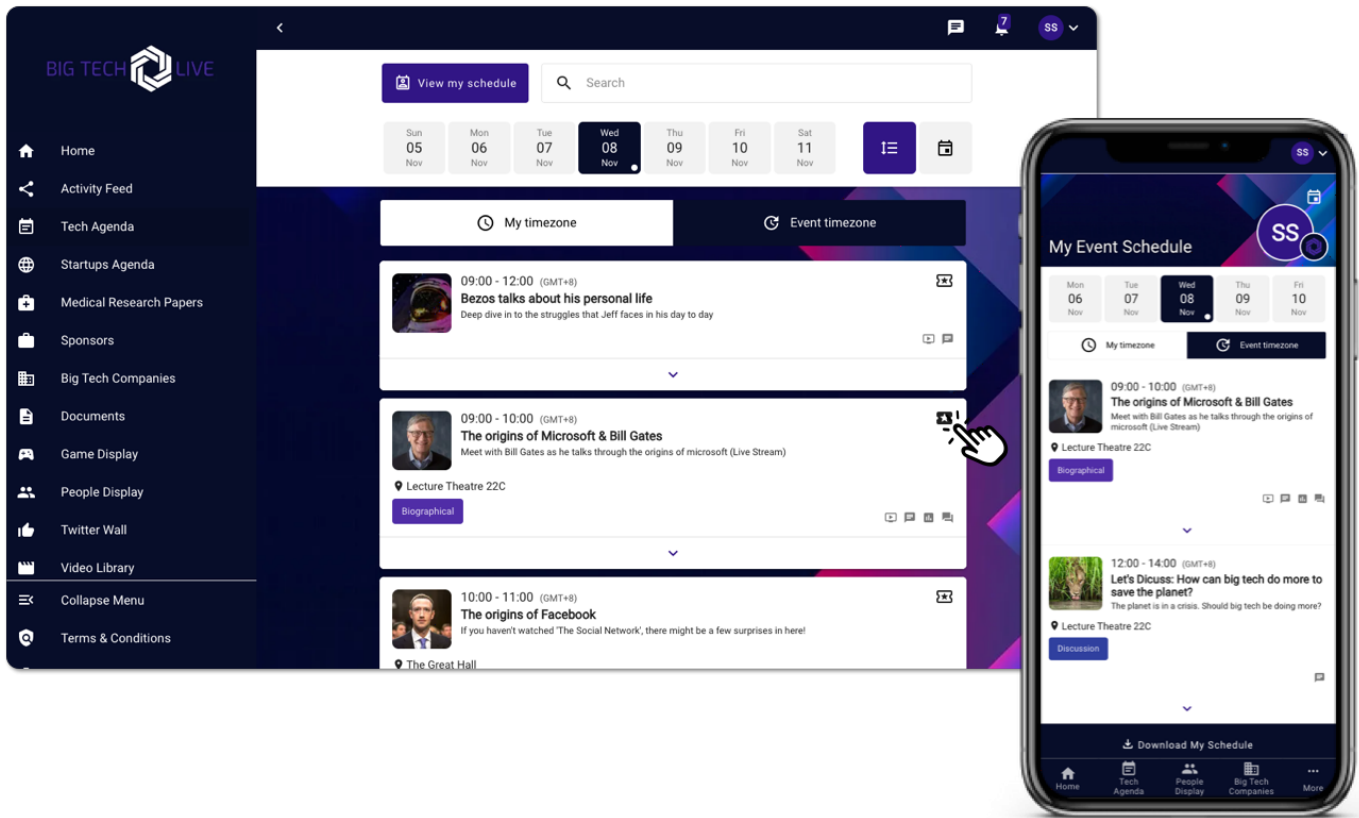 BIG TECH LIVE
Home
Activity Feed
Tech Agenda
Startups Agenda
Medical Research Papers
Sponsors
Big Tech Companies
Documents
Game Display
People Display
Twitter Wall
Video Library
Collapse Menu
Terms & Conditions
7
SS
View my schedule
Search
Sun
05
Nov
Mon
06
Nov
Tue
07
Nov
Wed
08
Nov
Thu
09
Nov
Fri
10
Nov
Sat
11
Nov
My timezone
Event timezone
09:00 - 12:00 (GMT+8)
Bezos talks about his personal life
Deep dive in to the struggles that Jeff faces in his day to day
09:00 - 10:00 (GMT+8)
The origins of Microsoft & Bill Gates
Meet with Bill Gates as he talks through the origins of microsoft (Live Stream)
Lecture Theatre 22C
Biographical
10:00 - 11:00 (GMT+8)
The origins of Facebook
If you haven't watched 'The Social Network', there might be a few surprises in here!
The Great Hall
SS
SS
My Event Schedule
Mon
06
Nov
Tue
07
Nov
Wed
08
Nov
Thu
09
Nov
Fri
10
Nov
My timezone
Event timezone
09:00 - 10:00 (GMT+8)
The origins of Microsoft & Bill Gates
Meet with Bill Gates as he talks through the origins of
microsoft (Live Stream)
Lecture Theatre 22C
Biographical
12:00 - 14:00 (GMT+8)
Let's Dicuss: How can big tech do more to
save the planet?
The planet is in a crisis. Should big tech be doing more?
Lecture Theatre 22C
Discussion
Download My Schedule
Home
Tech
Agenda
People
Display
Big Tech
Companies
More